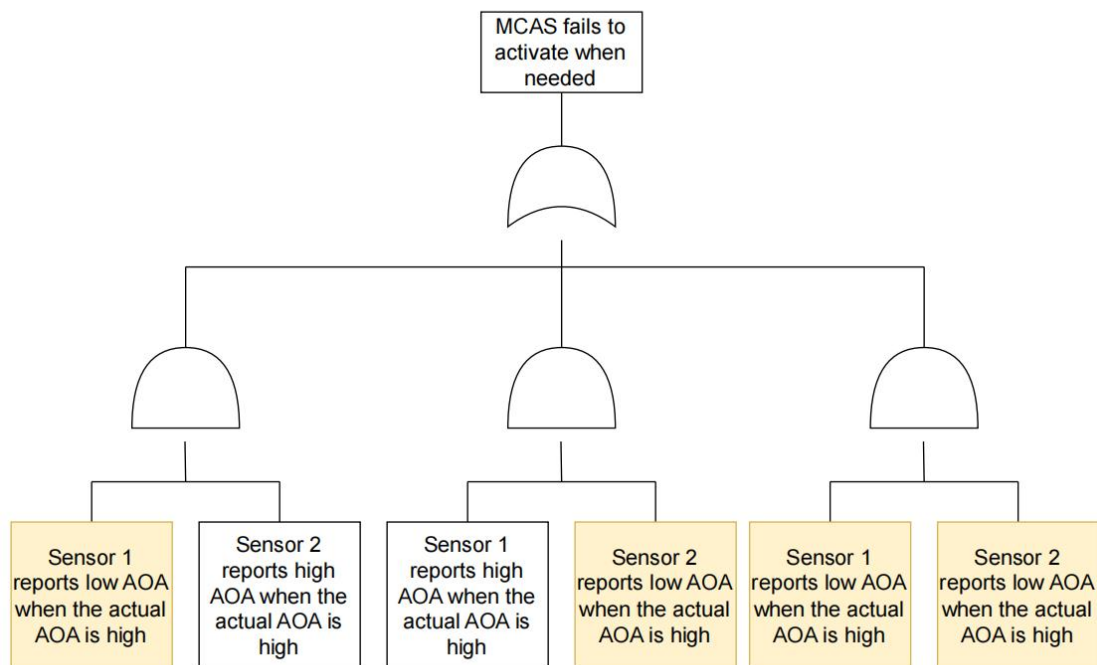 MCAS fails to
activate when
needed
Sensor 1
reports low AOA
when the actual
AOA is high
Sensor 2
reports high
AOA when the
actual AOA is
high
Sensor 1
reports high
AOA when the
actual AOA is
high
Sensor 2
reports low AOA
when the actual
AOA is high
Sensor 1
reports low AOA
when the actual
AOA is high
Sensor 2
reports low AOA
when the actual
AOA is high